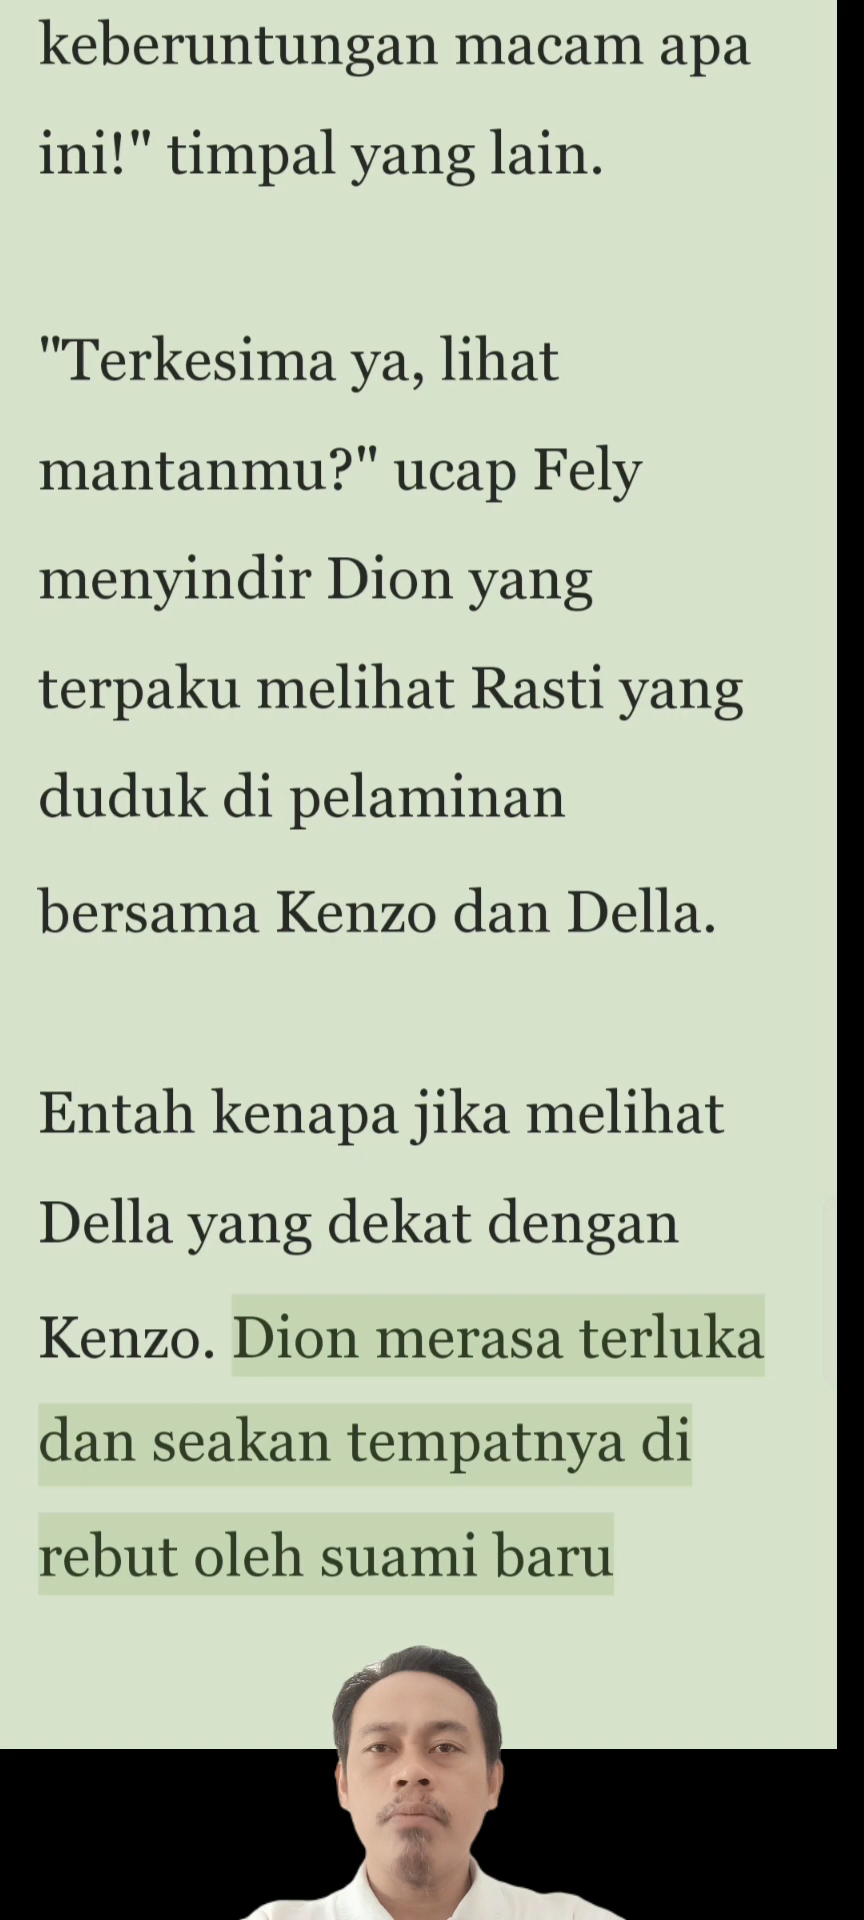 keberuntungan macam apa
ini!" timpal yang lain.
"Terkesima ya, lihat
mantanmu?" ucap Fely
menyindir Dion yang
terpaku melihat Rasti yang
duduk di pelaminan
bersama Kenzo dan Della.
Entah kenapa jika melihat
Della yang dekat dengan
Kenzo. Dion merasa terluka
dan seakan tempatnya di
rebut oleh suami baru